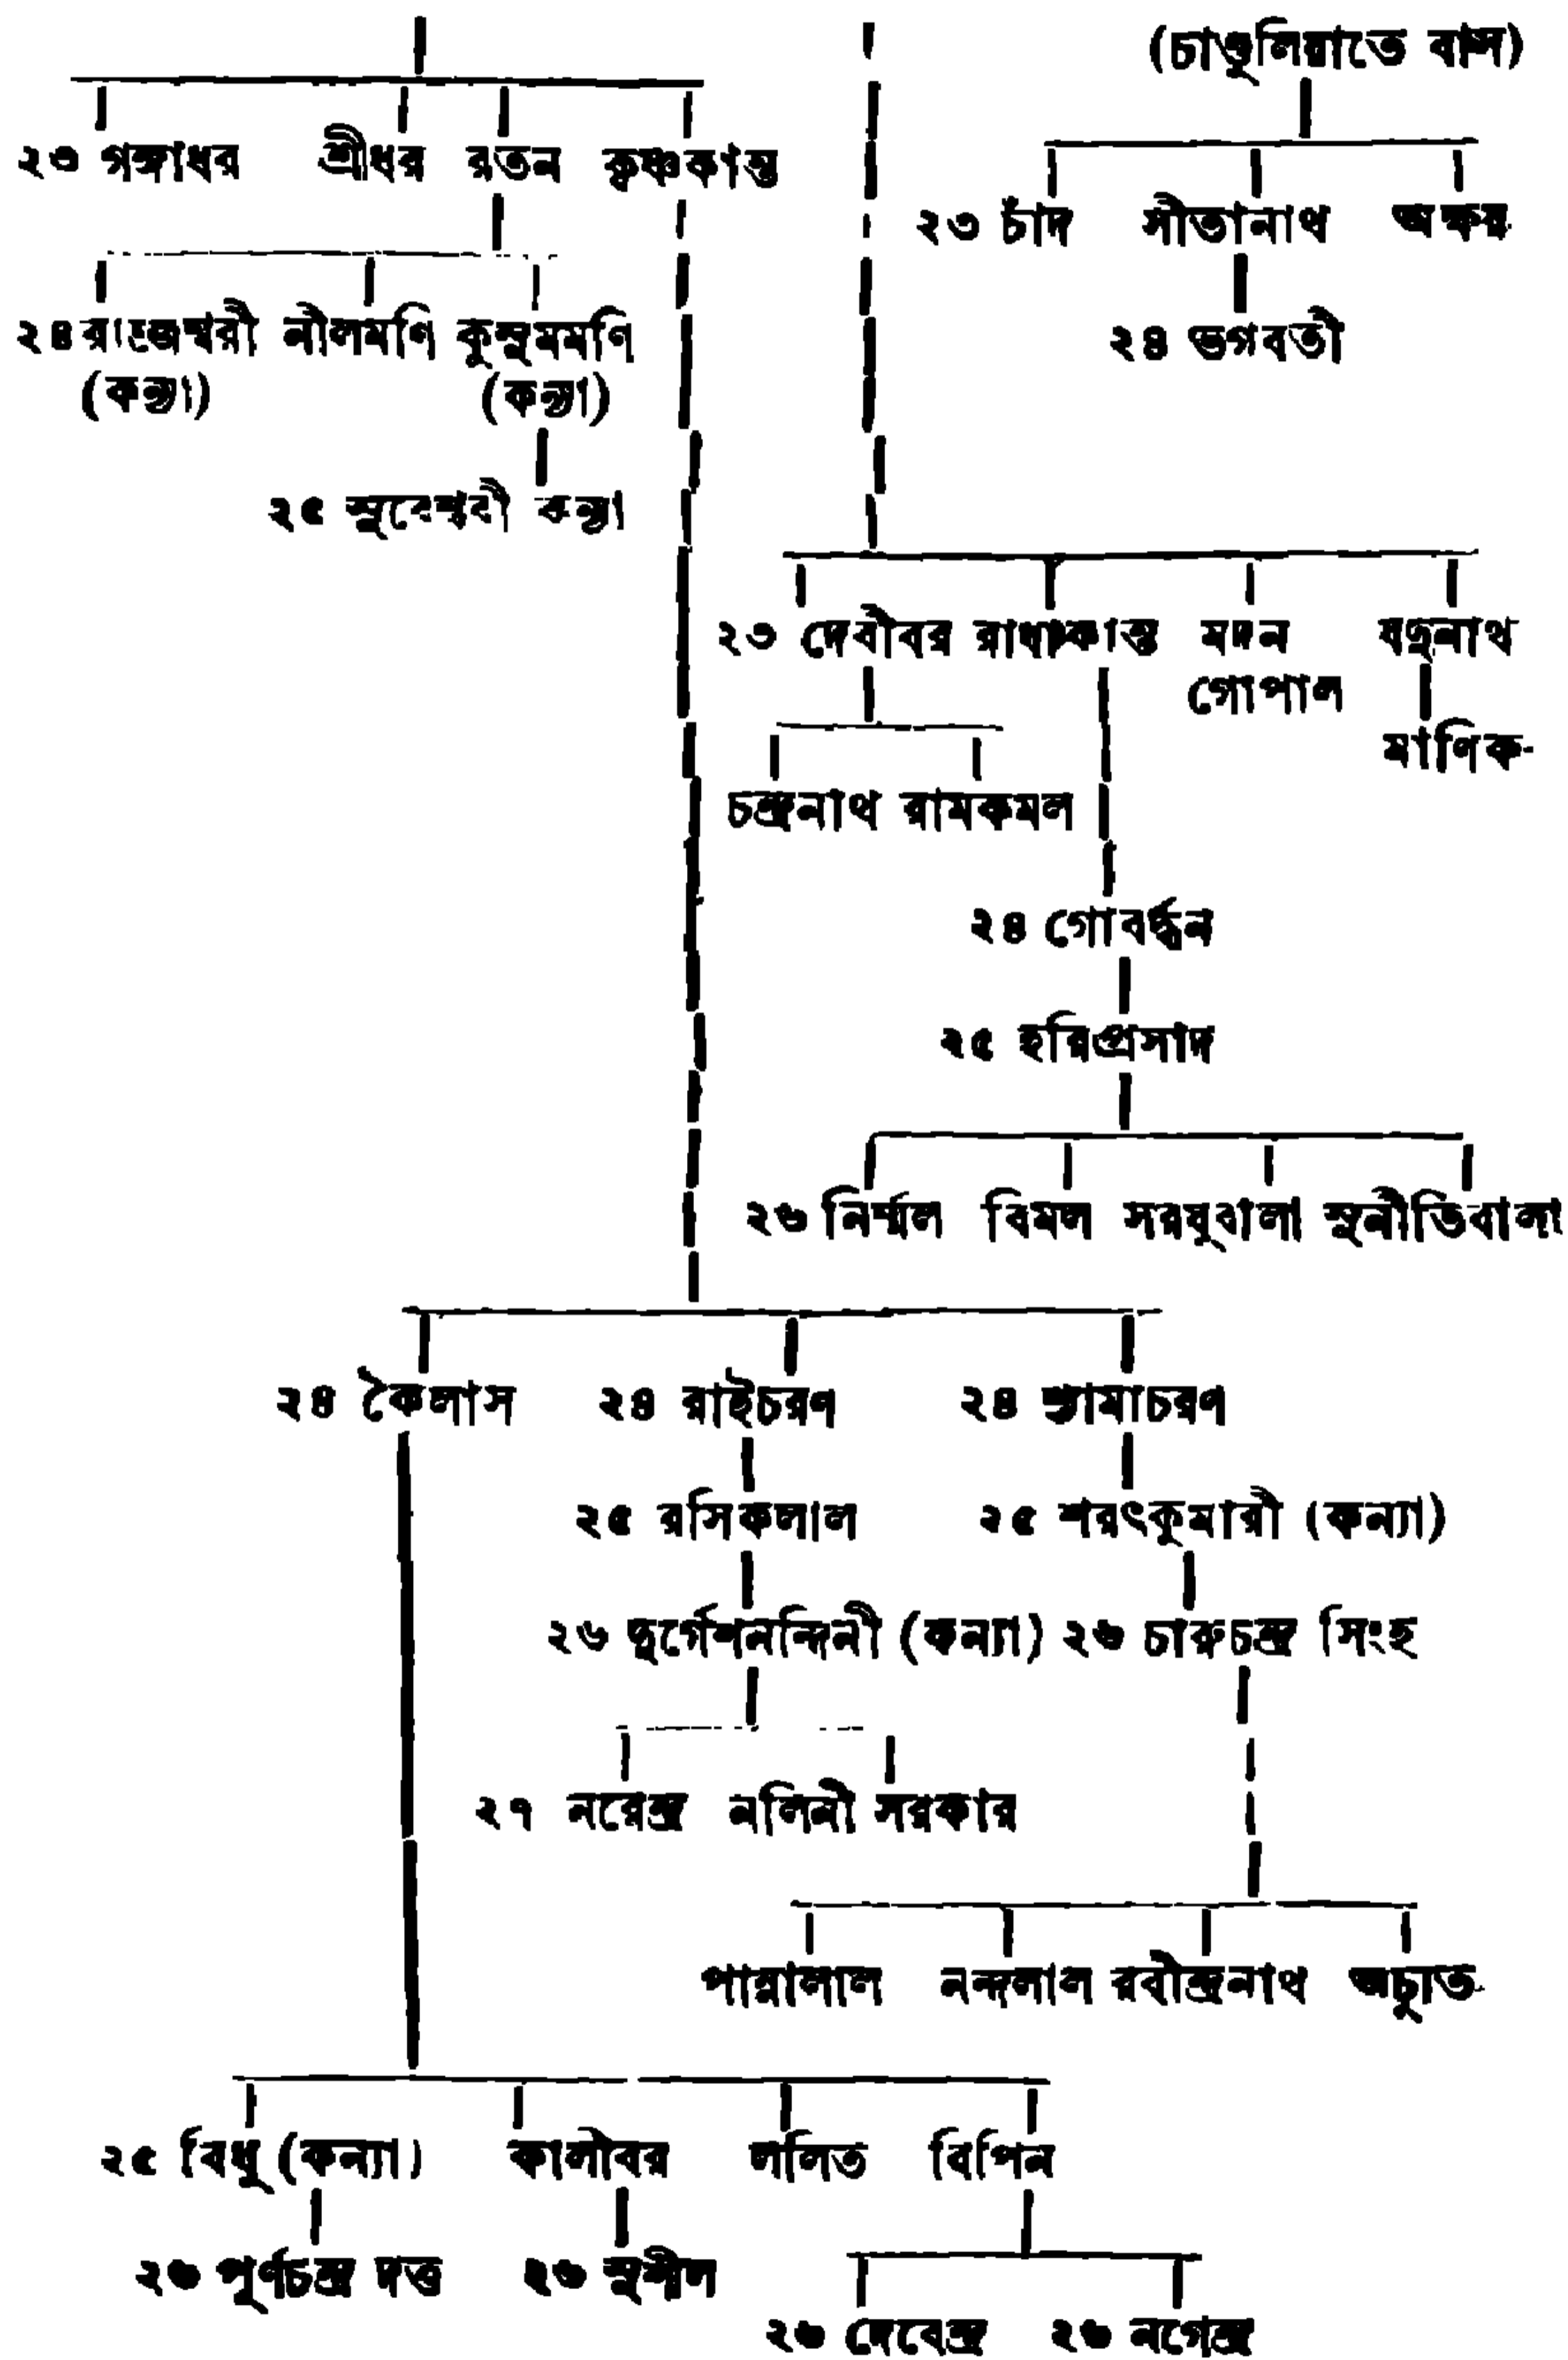 (চাণ্ডুলিয়াতে বাস)
২৩ গঙ্গাধর শ্রীধর রতন কৃষ্ণকান্ত
২৩ চাঁদ সীতানাথ অক্ষয়
২৪ রাজেশ্বরী নীলমণি কুসুমমণি
২৪ ভগবতী
(কন্যা) (কন্যা)
২৫ সুরেশ্বরী কন্যা
২৩ দেবীবর রাধাকান্ত মদন যদুনাথ
গোপাল
মাণিক
চন্দ্রনাথ রামকমল
২৪ গোবর্দ্ধন
২৫ হরিপ্রসাদ
২৬ নির্ম্মল বিমল সরযুবালা সুনীতিবালা
২৪ কৈলাস ২৪ রাইচরণ ২৪ শ্যামাচরণ
২৫ রসিকলাল ২৫ শরৎকুমারী (কন্যা)
২৬ দুর্গেশনন্দিনী (কন্যা) ২৬ চারুচন্দ্র সিংহ
২৭ নরেন্দ্র নলিনী সরকার
পান্নালাল নন্দলাল রবীন্দ্রনাথ অচ্যুত
২৫ বিধু (কন্যা) কালীবর ললিত বিপিন
২৬ পূর্ণচন্দ্র দত্ত ২৬ সুশীল
২৬ দেবেন্দ্র ২৬ নগেন্দ্র